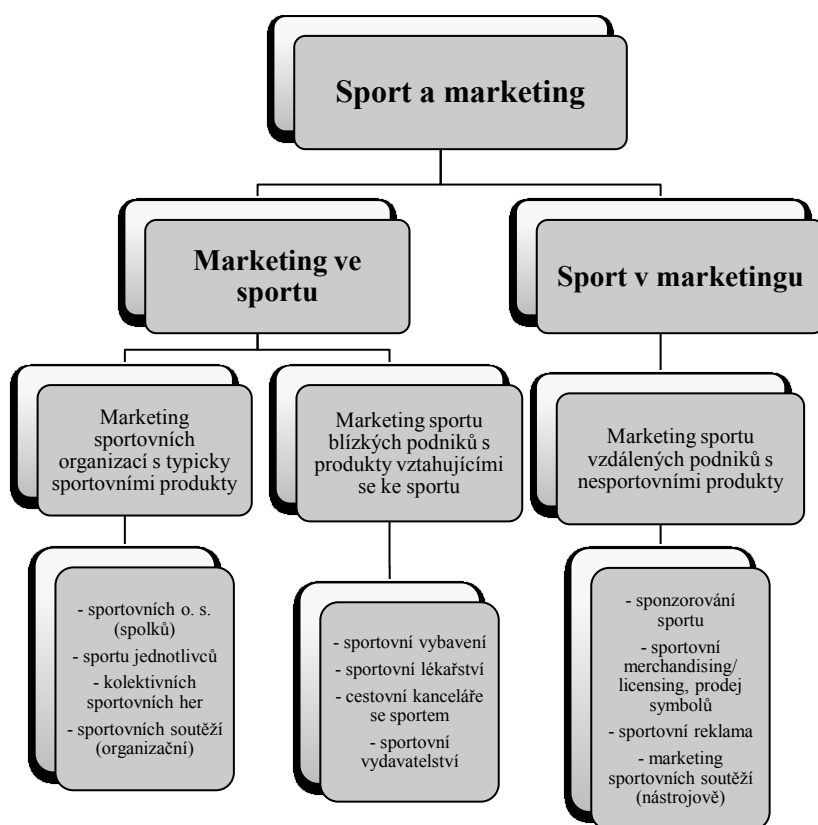 Sport a marketing
Marketing ve
sportu
Sport v marketingu
Marketing
sportovních
organizací s typicky
sportovními produkty
Marketing sportu
blízkých podniků s
produkty vztahujícími
se ke sportu
Marketing sportu
vzdálených podniků s
nesportovními produkty
- sportovních o. s.
(spolků)
- sportu jednotlivců
- kolektivních
sportovních her
- sportovních soutěží
(organizační)
- sportovní vybavení
- sportovní lékařství
- cestovní kanceláře
se sportem
- sportovní
vydavatelství
- sponzorování
sportu
- sportovní
merchandising/
licensing, prodej
symbolů
- sportovní reklama
- marketing
sportovních soutěží
(nástrojově)